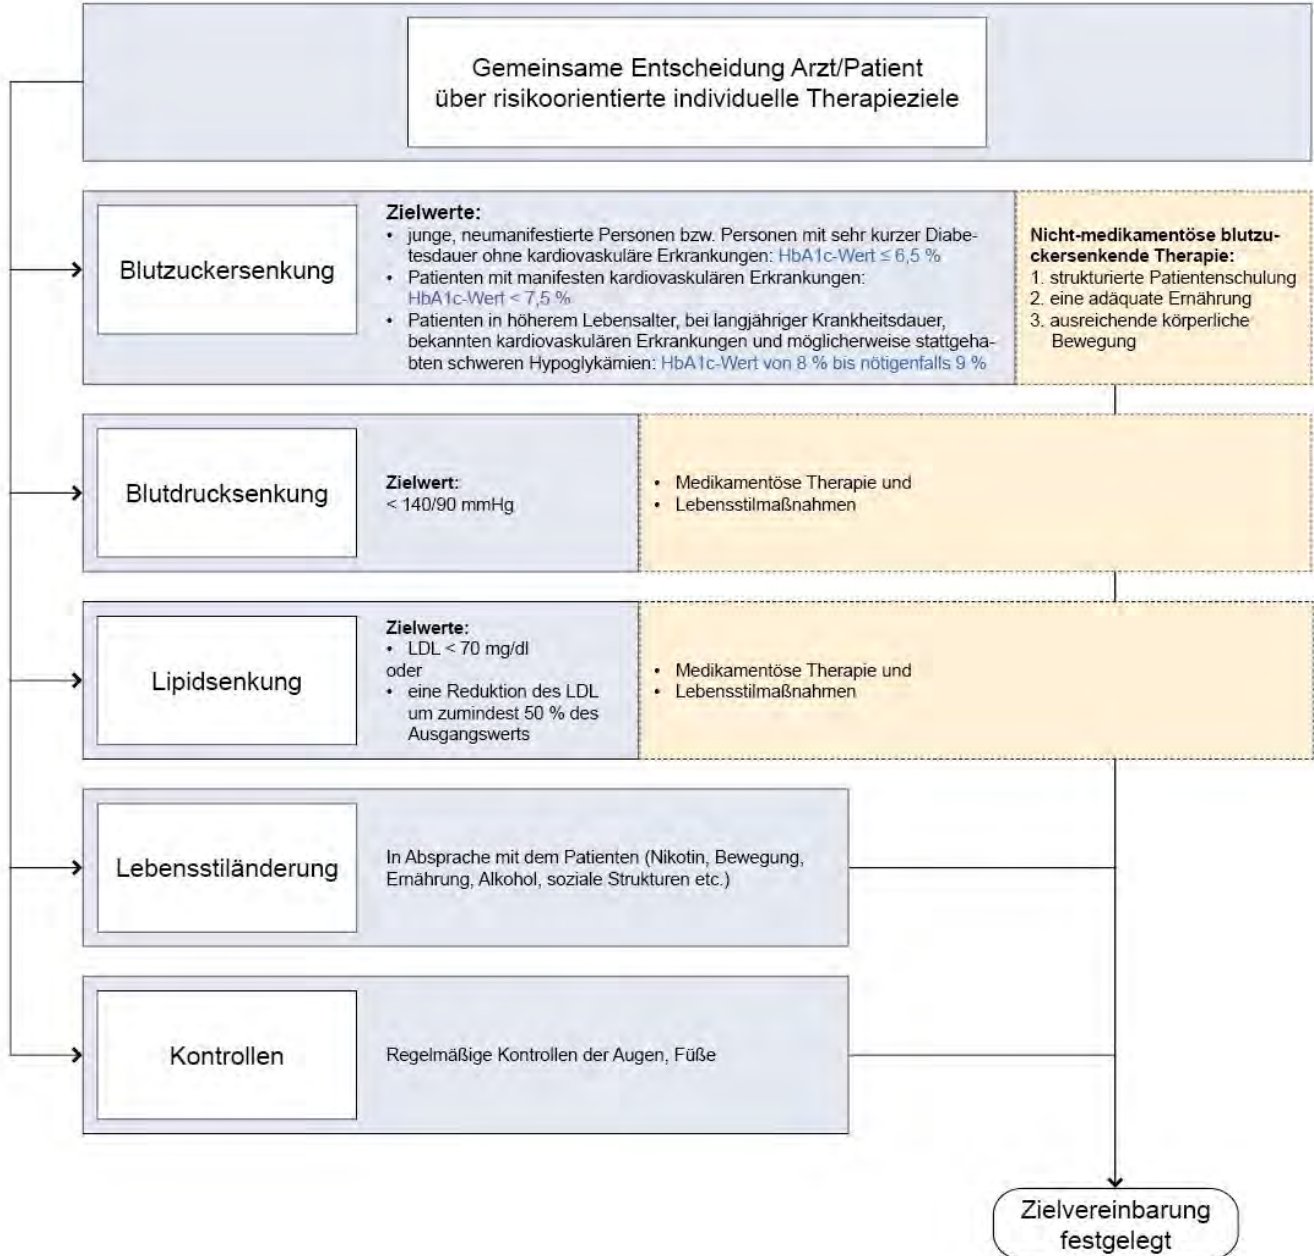 Gemeinsame Entscheidung Arzt/Patient
über risikoorientierte individuelle Therapieziele
Blutzuckersenkung
Zielwerte:
• junge, neumanifestierte Personen bzw. Personen mit sehr kurzer Diabe-
tesdauer ohne kardiovaskuläre Erkrankungen: HbA1c-Wert ≤ 6,5 %
• Patienten mit manifesten kardiovaskulären Erkrankungen:
HbA1c-Wert < 7,5 %
• Patienten in höherem Lebensalter, bei langjähriger Krankheitsdauer,
bekannten kardiovaskulären Erkrankungen und möglicherweise stattgeha-
bten schweren Hypoglykämien: HbA1c-Wert von 8 % bis nötigenfalls 9 %
Nicht-medikamentöse blutzu-
ckersenkende Therapie:
1. strukturierte Patientenschulung
2. eine adäquate Ernährung
3. ausreichende körperliche
Bewegung
Blutdrucksenkung
Zielwert:
< 140/90 mmHg
• Medikamentöse Therapie und
• Lebensstilmaßnahmen
Lipidsenkung
Zielwerte:
• LDL < 70 mg/dl
oder
• eine Reduktion des LDL
um zumindest 50 % des
Ausgangswerts
• Medikamentöse Therapie und
• Lebensstilmaßnahmen
Lebensstiländerung
In Absprache mit dem Patienten (Nikotin, Bewegung,
Ernährung, Alkohol, soziale Strukturen etc.)
Kontrollen
Regelmäßige Kontrollen der Augen, Füße
Zielvereinbarung
festgelegt